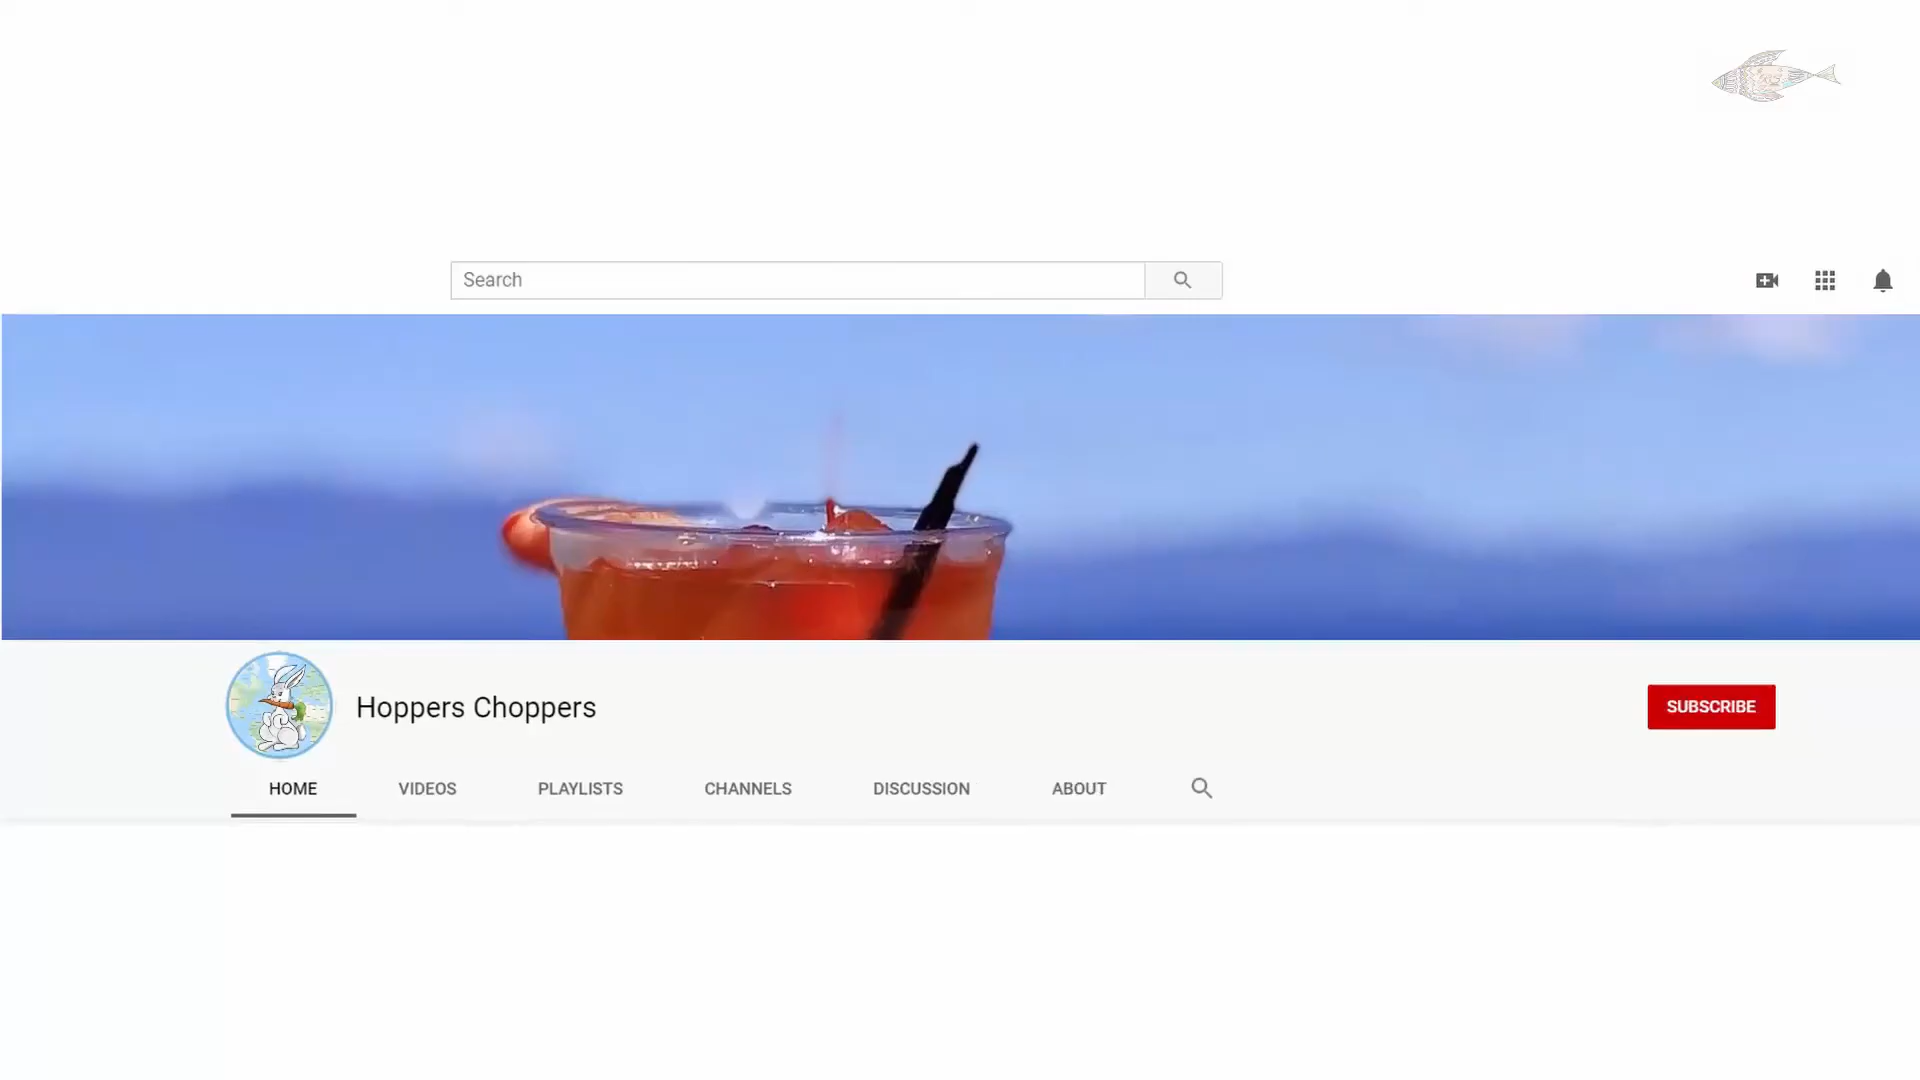 Search
Hoppers Choppers
SUBSCRIBE
HOME
VIDEOS
PLAYLISTS
CHANNELS
DISCUSSION
ABOUT